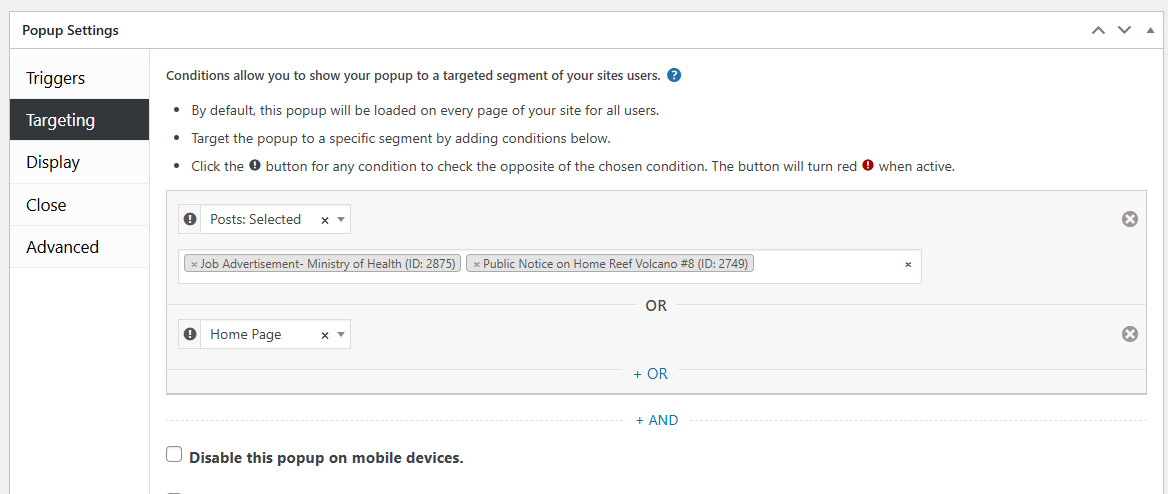 Popup Settings
Triggers
Targeting
Display
Close
Advanced
Conditions allow you to show your popup to a targeted segment of your sites users. ?
• By default, this popup will be loaded on every page of your site for all users.
• Target the popup to a specific segment by adding conditions below.
• Click the ! button for any condition to check the opposite of the chosen condition. The button will turn red ! when active.
! Posts: Selected ×
× Job Advertisement- Ministry of Health (ID: 2875) × Public Notice on Home Reef Volcano #8 (ID: 2749) ×
OR
! Home Page ×
+ OR
+ AND
Disable this popup on mobile devices.